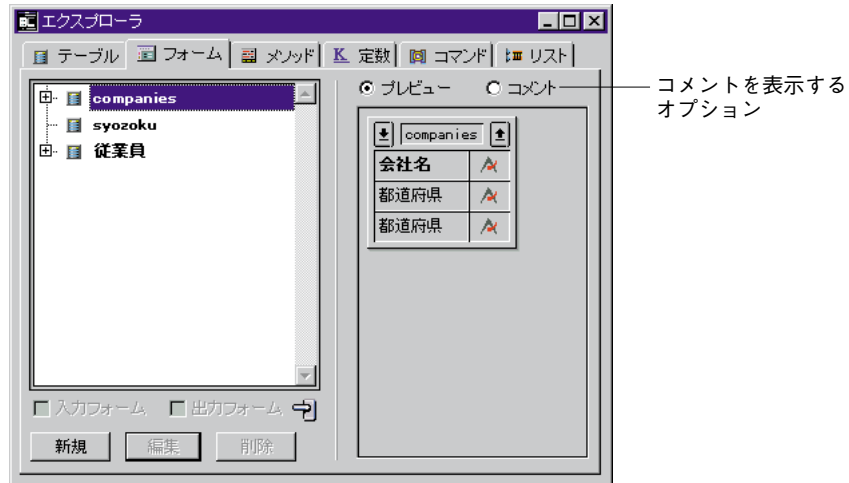 エクスプローラ
テーブル フォーム メソッド K 定数 コマンド リスト
companies
syozoku
従業員
プレビュー コメント
コメントを表示する
オプション
companies
会社名
都道府県
都道府県
入力フォーム 出力フォーム
新規 編集 削除